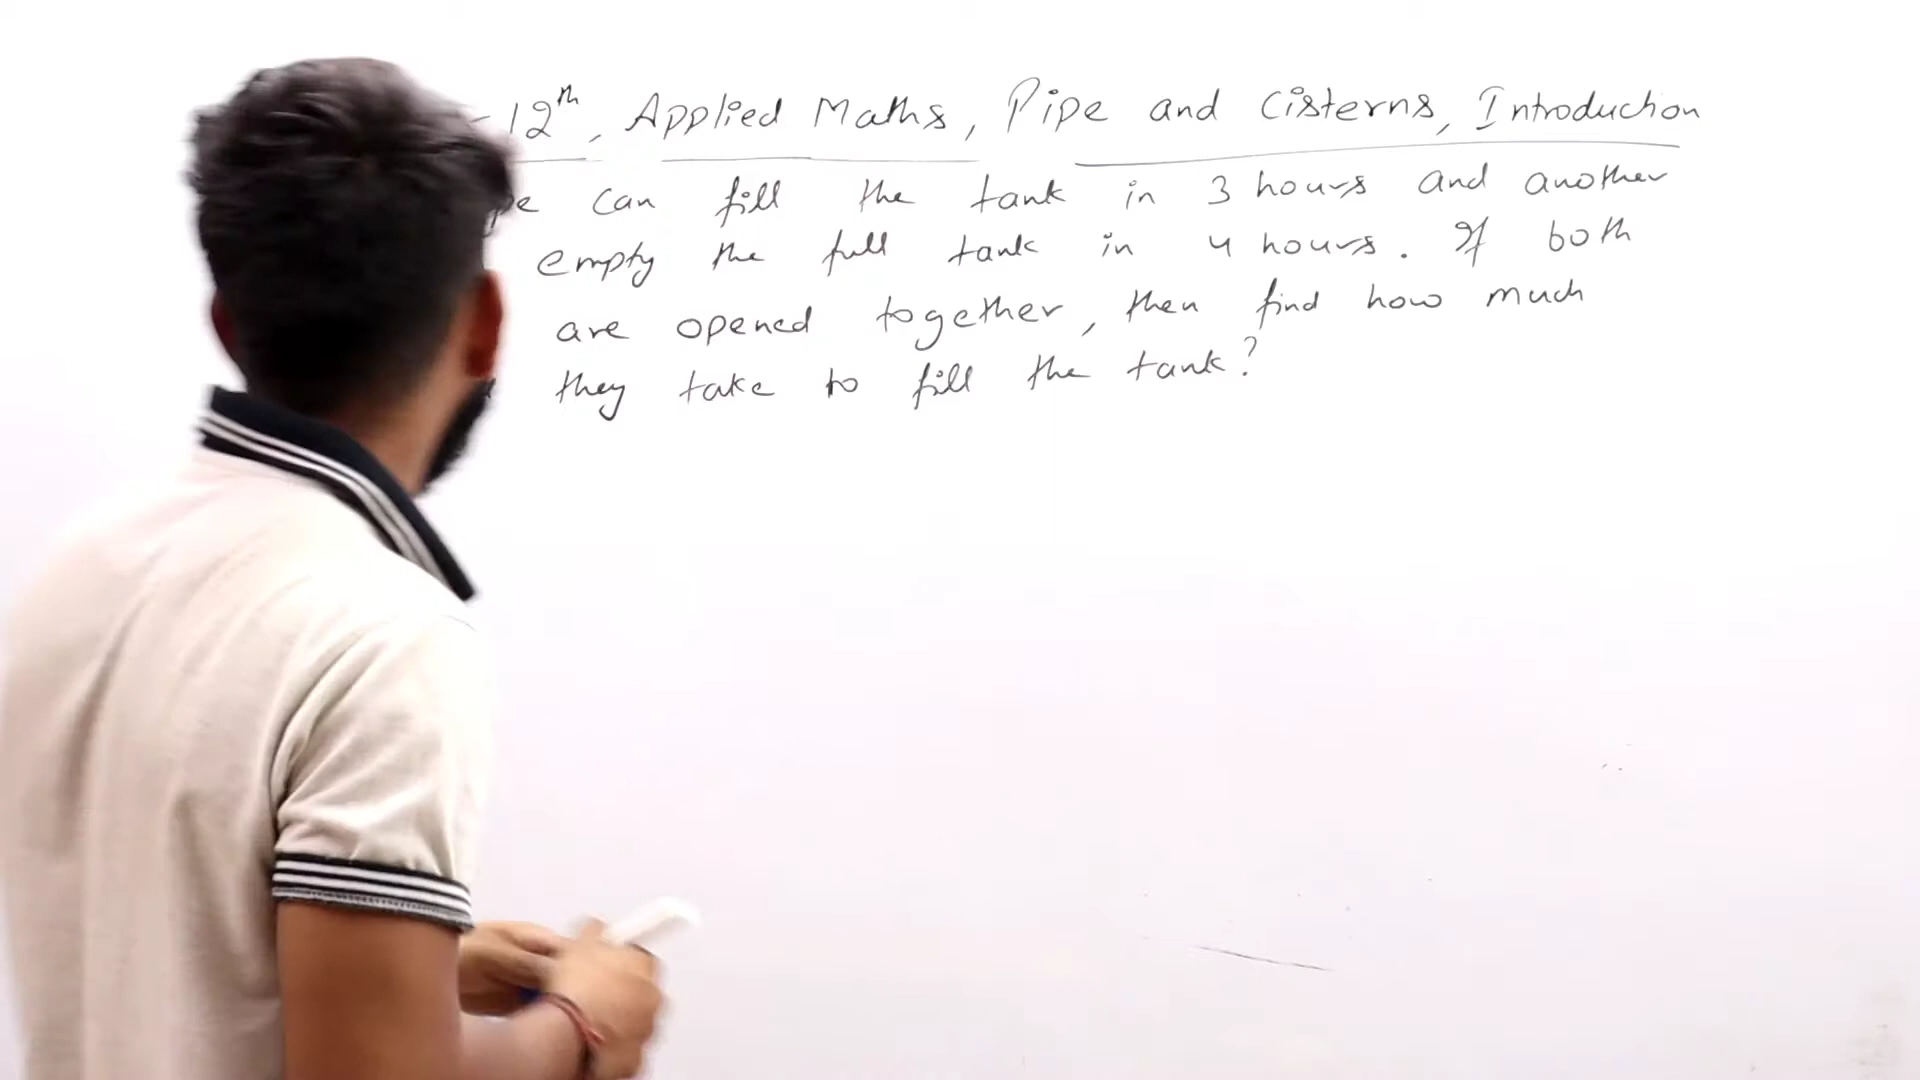 -12th, Applied Maths, Pipe and Cisterns, Introduction
can fill the tank in 3 hours and another
empty the full tank in 4 hours. If both
are opened together, then find how much
they take to fill the tank?